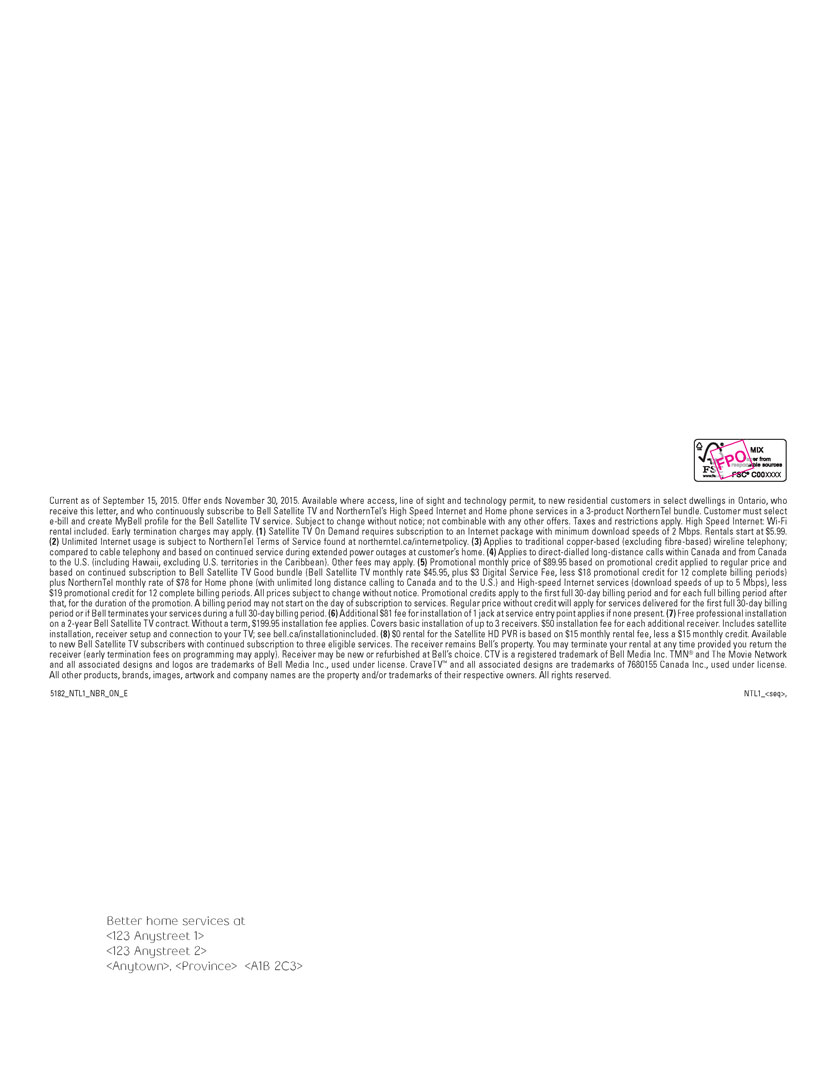 MIX
er from
responsible sources
FSC® C00XXXX
FPO
Current as of September 15, 2015. Offer ends November 30, 2015. Available where access, line of sight and technology permit, to new residential customers in select dwellings in Ontario, who
receive this letter, and who continuously subscribe to Bell Satellite TV and NorthernTel's High Speed Internet and Home phone services in a 3-product NorthernTel bundle. Customer must select
e-bill and create MyBell profile for the Bell Satellite TV service. Subject to change without notice; not combinable with any other offers. Taxes and restrictions apply. High Speed Internet: Wi-Fi
rental included. Early termination charges may apply. (1) Satellite TV On Demand requires subscription to an Internet package with minimum download speeds of 2 Mbps. Rentals start at $5.99.
(2) Unlimited Internet usage is subject to NorthernTel Terms of Service found at northerntel.ca/internetpolicy. (3) Applies to traditional copper-based (excluding fibre-based) wireline telephony;
compared to cable telephony and based on continued service during extended power outages at customer's home. (4) Applies to direct-dialled long-distance calls within Canada and from Canada
to the U.S. (including Hawaii, excluding U.S. territories in the Caribbean). Other fees may apply. (5) Promotional monthly price of $89.95 based on promotional credit applied to regular price and
based on continued subscription to Bell Satellite TV Good bundle (Bell Satellite TV monthly rate $45.95, plus $3 Digital Service Fee, less $18 promotional credit for 12 complete billing periods)
plus NorthernTel monthly rate of $78 for Home phone (with unlimited long distance calling to Canada and to the U.S.) and High-speed Internet services (download speeds of up to 5 Mbps), less
$19 promotional credit for 12 complete billing periods. All prices subject to change without notice. Promotional credits apply to the first full 30-day billing period and for each full billing period after
that, for the duration of the promotion. A billing period may not start on the day of subscription to services. Regular price without credit will apply for services delivered for the first full 30-day billing
period or if Bell terminates your services during a full 30-day billing period. (6) Additional $81 fee for installation of 1 jack at service entry point applies if none present. (7) Free professional installation
on a 2-year Bell Satellite TV contract. Without a term, $199.95 installation fee applies. Covers basic installation of up to 3 receivers. $50 installation fee for each additional receiver. Includes satellite
installation, receiver setup and connection to your TV; see bell.ca/installationincluded. (8) $0 rental for the Satellite HD PVR is based on $15 monthly rental fee, less a $15 monthly credit. Available
to new Bell Satellite TV subscribers with continued subscription to three eligible services. The receiver remains Bell's property. You may terminate your rental at any time provided you return the
receiver (early termination fees on programming may apply). Receiver may be new or refurbished at Bell's choice. CTV is a registered trademark of Bell Media Inc. TMN® and The Movie Network
and all associated designs and logos are trademarks of Bell Media Inc., used under license. CraveTV™ and all associated designs are trademarks of 7680155 Canada Inc., used under license.
All other products, brands, images, artwork and company names are the property and/or trademarks of their respective owners. All rights reserved.
5182_NTL1_NBR_ON_E
NTL1_<seq>,
Better home services at
<123 Anystreet 1>
<123 Anystreet 2>
<Anytown>, <Province> <A1B 2C3>